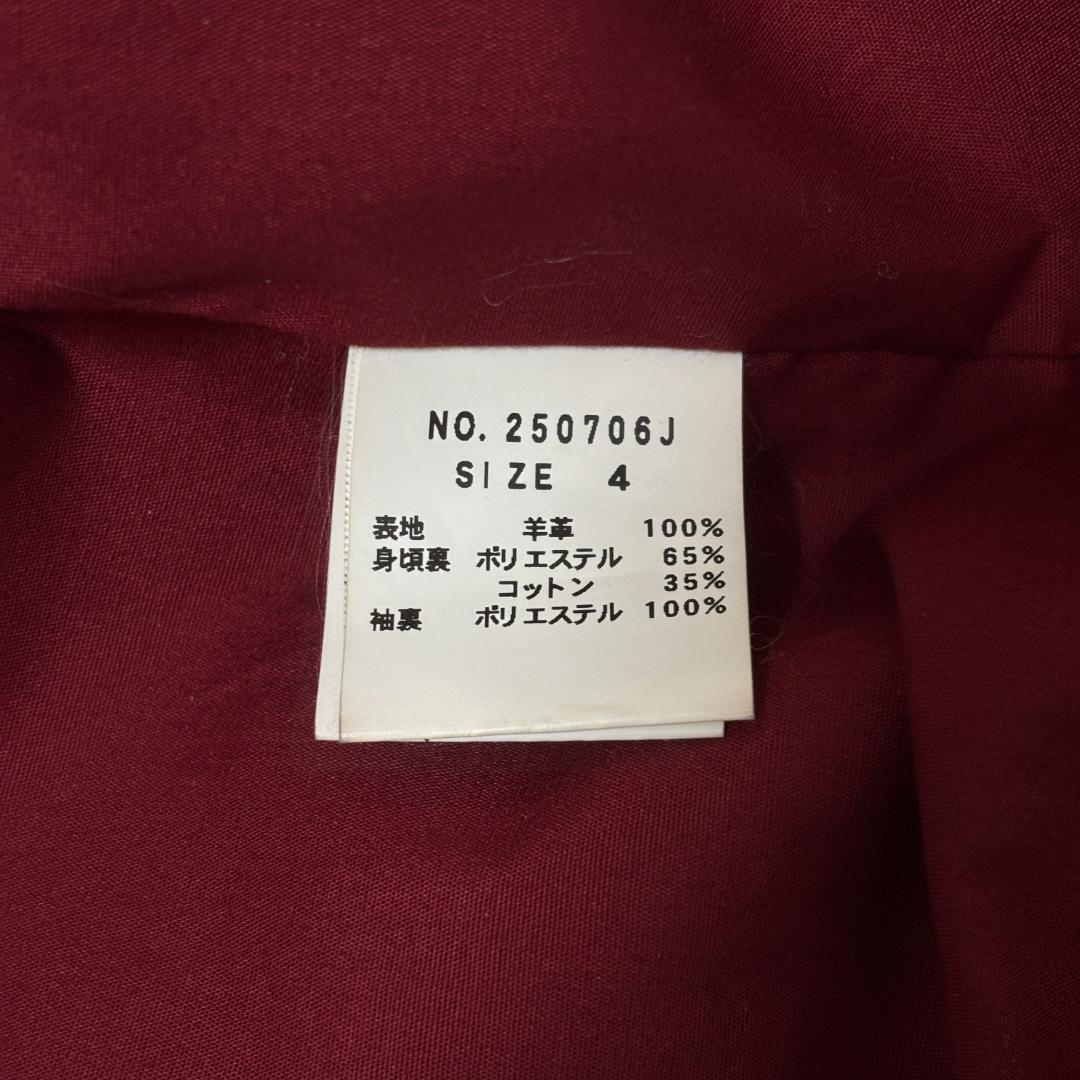 NO. 250706J
SIZE 4
表地 羊革 100%
身頃裏 ポリエステル 65%
コットン 35%
袖裏 ポリエステル 100%